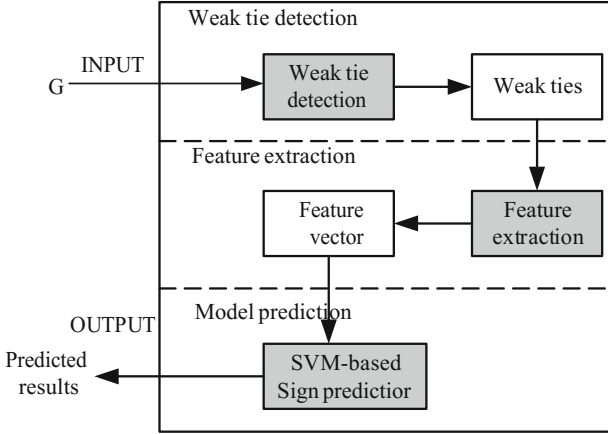 Weak tie detection
INPUT
G
Weak tie
detection
Weak ties
Feature extraction
Feature
vector
Feature
extraction
Model prediction
OUTPUT
Predicted
results
SVM-based
Sign predictior